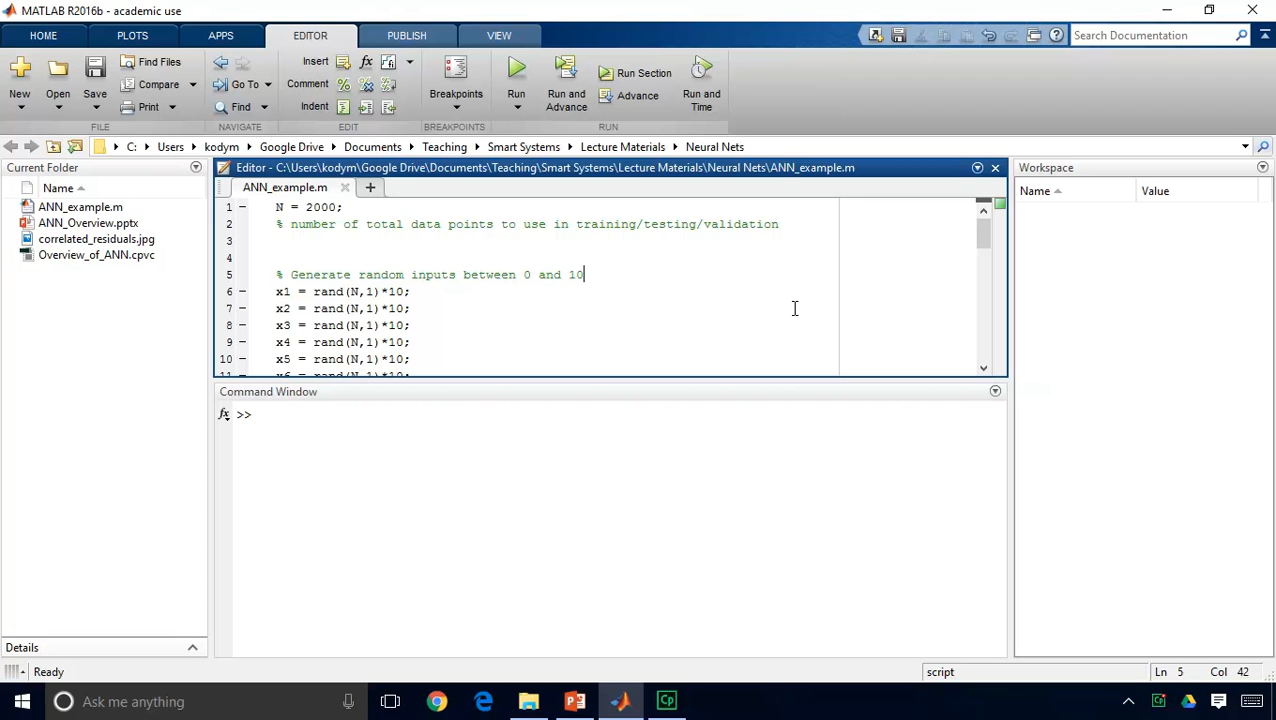 MATLAB R2016b - academic use
HOME PLOTS APPS EDITOR PUBLISH VIEW Search Documentation
New Open Save Find Files Compare Print
Go To Find
Insert Comment Indent
Breakpoints
Run Run and Advance Run Section Advance Run and Time
FILE NAVIGATE EDIT BREAKPOINTS RUN
C: Users kodym Google Drive Documents Teaching Smart Systems Lecture Materials Neural Nets
Current Folder
Name
ANN_example.m
ANN_Overview.pptx
correlated_residuals.jpg
Overview_of_ANN.cpvc
Details
Editor - C:\Users\kodym\Google Drive\Documents\Teaching\Smart Systems\Lecture Materials\Neural Nets\ANN_example.m
ANN_example.m
1 N = 2000;
2 % number of total data points to use in training/testing/validation
3
4
5 % Generate random inputs between 0 and 10
6 x1 = rand(N,1)*10;
7 x2 = rand(N,1)*10;
8 x3 = rand(N,1)*10;
9 x4 = rand(N,1)*10;
10 x5 = rand(N,1)*10;
11 x6 = rand(N,1)*10;
Command Window
fx >>
Workspace
Name Value
Ready script Ln 5 Col 42
Ask me anything